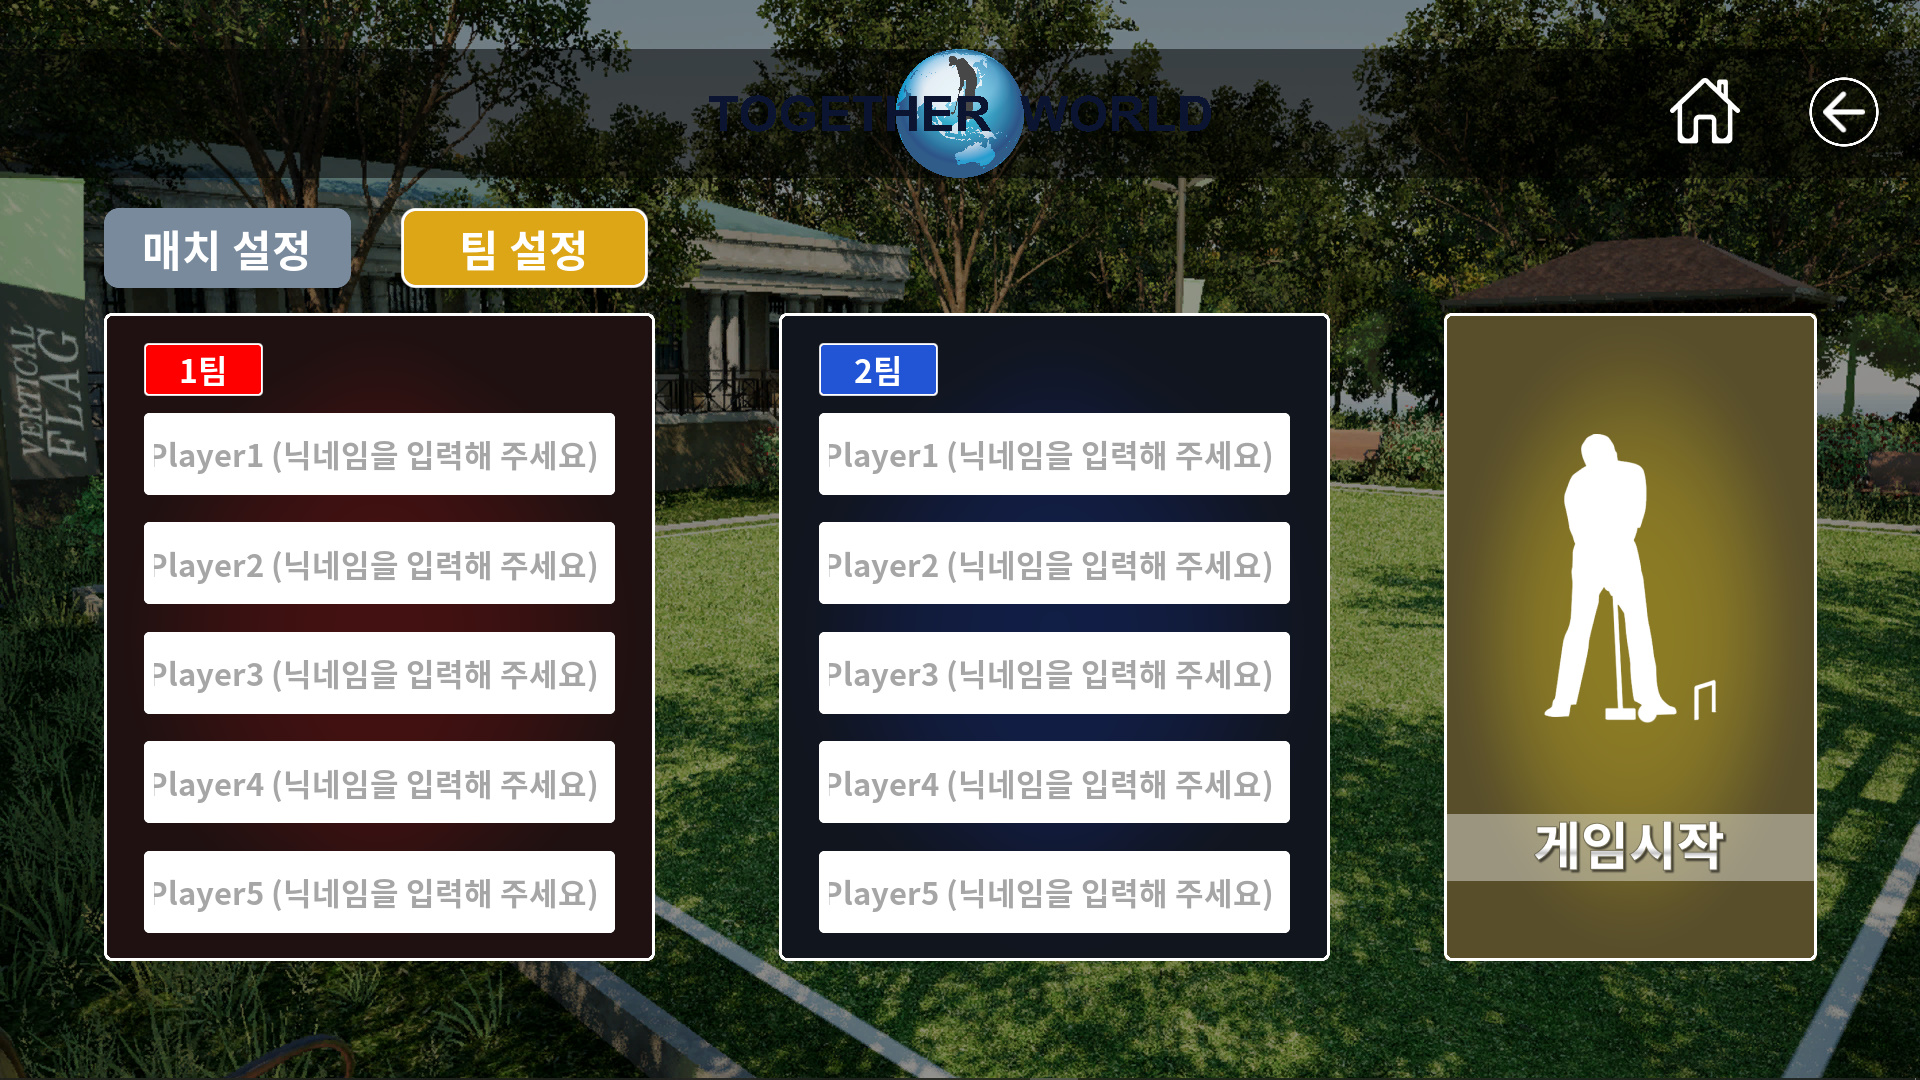 TOGETHER WORLD
매치 설정
팀 설정
VERTICAL
FLAG
1팀
Player1 (닉네임을 입력해 주세요)
Player2 (닉네임을 입력해 주세요)
Player3 (닉네임을 입력해 주세요)
Player4 (닉네임을 입력해 주세요)
Player5 (닉네임을 입력해 주세요)
2팀
Player1 (닉네임을 입력해 주세요)
Player2 (닉네임을 입력해 주세요)
Player3 (닉네임을 입력해 주세요)
Player4 (닉네임을 입력해 주세요)
Player5 (닉네임을 입력해 주세요)
게임시작